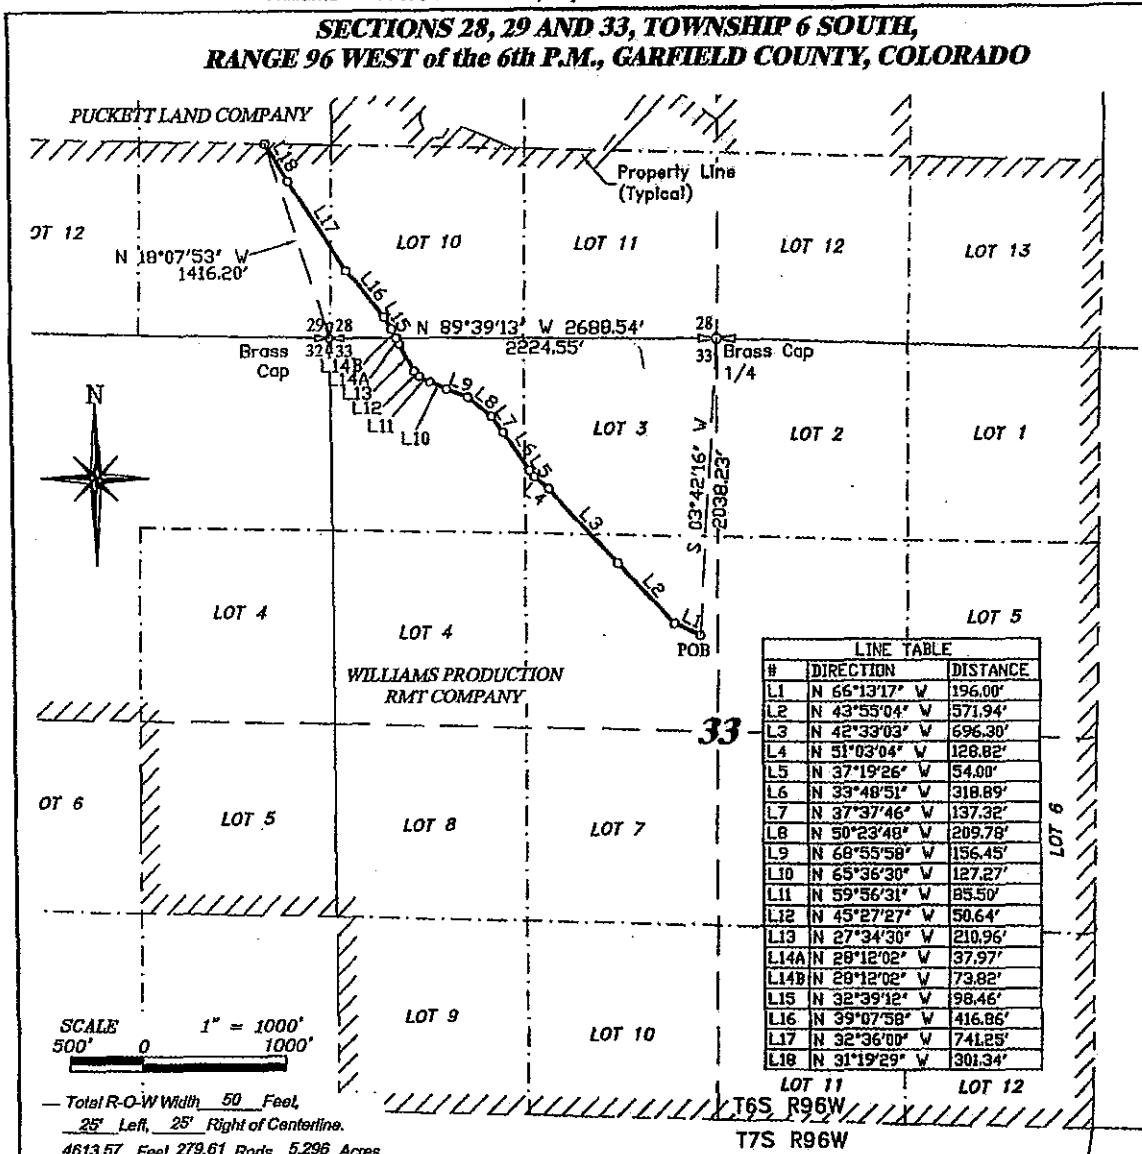 SECTIONS 28, 29 AND 33, TOWNSHIP 6 SOUTH,
RANGE 96 WEST of the 6th P.M., GARFIELD COUNTY, COLORADO
PUCKETT LAND COMPANY
L18
Property Line
(Typical)
L17
OT 12
LOT 10
LOT 11
LOT 12
LOT 13
N 18°07'53" W
1416.20'
L16
L15
29 28
32 33
Brass
Cap
N 89°39'13" W 2688.54'
2224.55'
28
33
Brass Cap
1/4
L14B
L14A
L13
L12
L11
L10
L9
L8
L7
L6
L5
L4
L3
L2
L1
POB
N
LOT 3
LOT 2
LOT 1
S 03°42'16" W
2038.23'
LOT 4
LOT 4
LOT 5
WILLIAMS PRODUCTION
RMT COMPANY
33
LINE TABLE
# DIRECTION DISTANCE
L1 N 66°13'17" W 196.00'
L2 N 43°55'04" W 571.94'
L3 N 42°33'03" W 696.30'
L4 N 51°03'04" W 128.82'
L5 N 37°19'26" W 54.00'
L6 N 33°48'51" W 318.89'
L7 N 37°37'46" W 137.32'
L8 N 50°23'48" W 209.78'
L9 N 68°55'58" W 156.45'
L10 N 65°36'30" W 127.27'
L11 N 59°56'31" W 85.50'
L12 N 45°27'27" W 50.64'
L13 N 27°34'30" W 210.96'
L14A N 28°12'02" W 37.97'
L14B N 28°12'02" W 73.82'
L15 N 32°39'12" W 98.46'
L16 N 39°07'58" W 416.86'
L17 N 32°36'00" W 741.25'
L18 N 31°19'29" W 301.34'
OT 6
LOT 5
LOT 8
LOT 7
LOT 6
LOT 9
LOT 10
LOT 11
LOT 12
SCALE 1" = 1000'
500' 0 1000'
T6S R96W
T7S R96W
Total R-O-W Width 50 Feet,
25' Left, 25' Right of Centerline.
4613.57 Feet 279.61 Rods 5.296 Acres